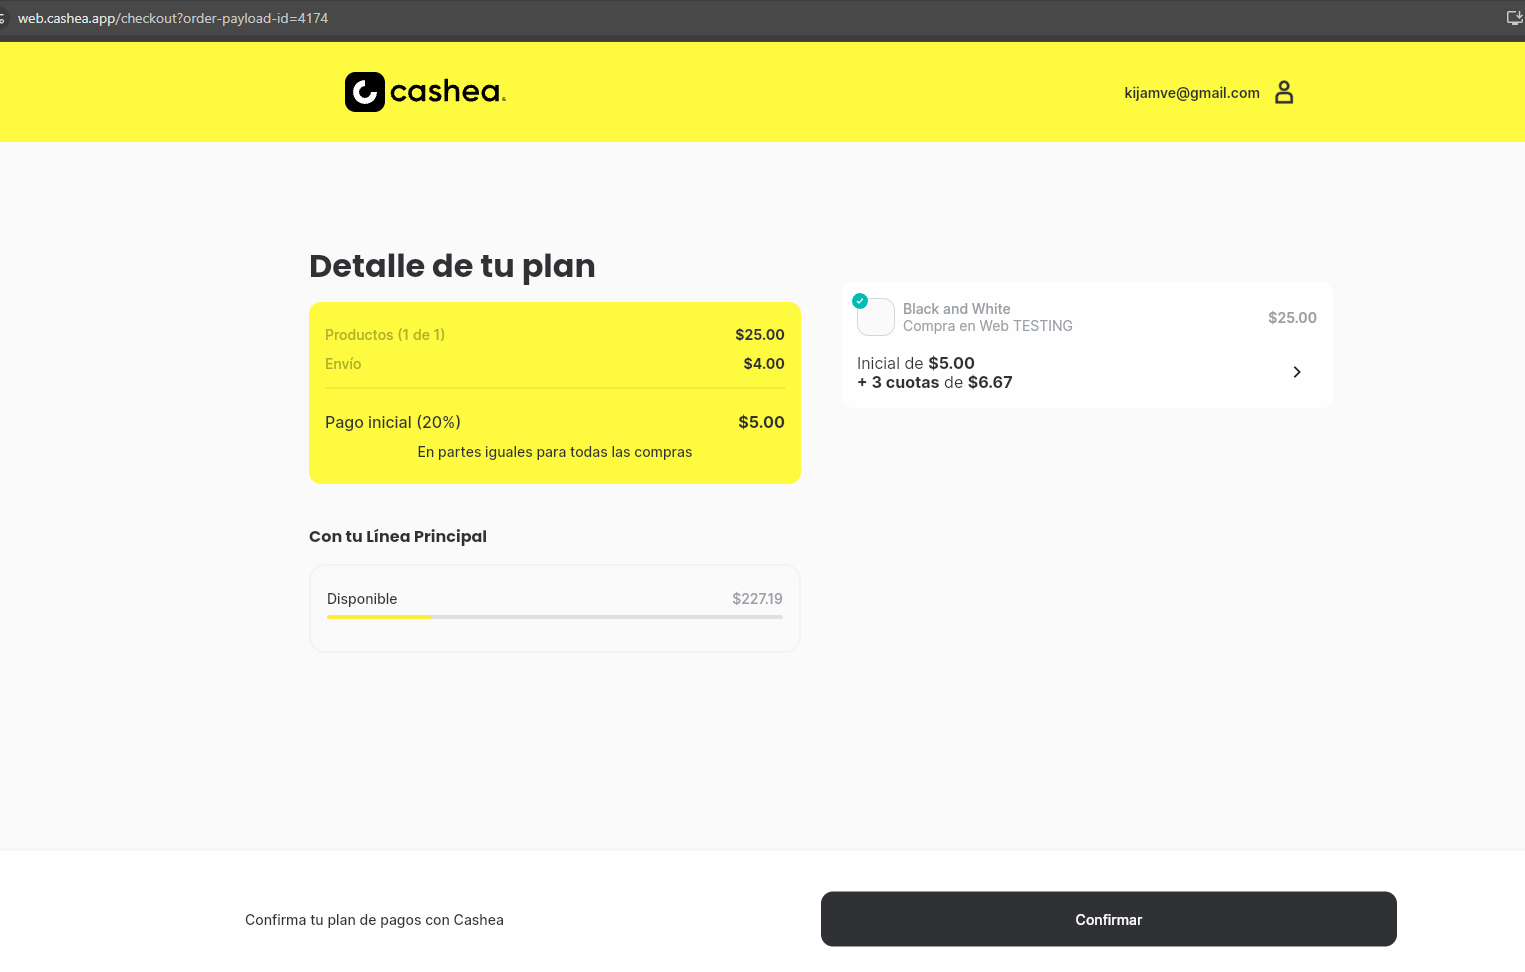 web.cashea.app/checkout?order-payload-id=4174
cashea.
kijamve@gmail.com
Detalle de tu plan
Productos (1 de 1) $25.00
Envío $4.00
Pago inicial (20%) $5.00
En partes iguales para todas las compras
Con tu Línea Principal
Disponible $227.19
Black and White
Compra en Web TESTING
$25.00
Inicial de $5.00
+ 3 cuotas de $6.67
Confirma tu plan de pagos con Cashea
Confirmar